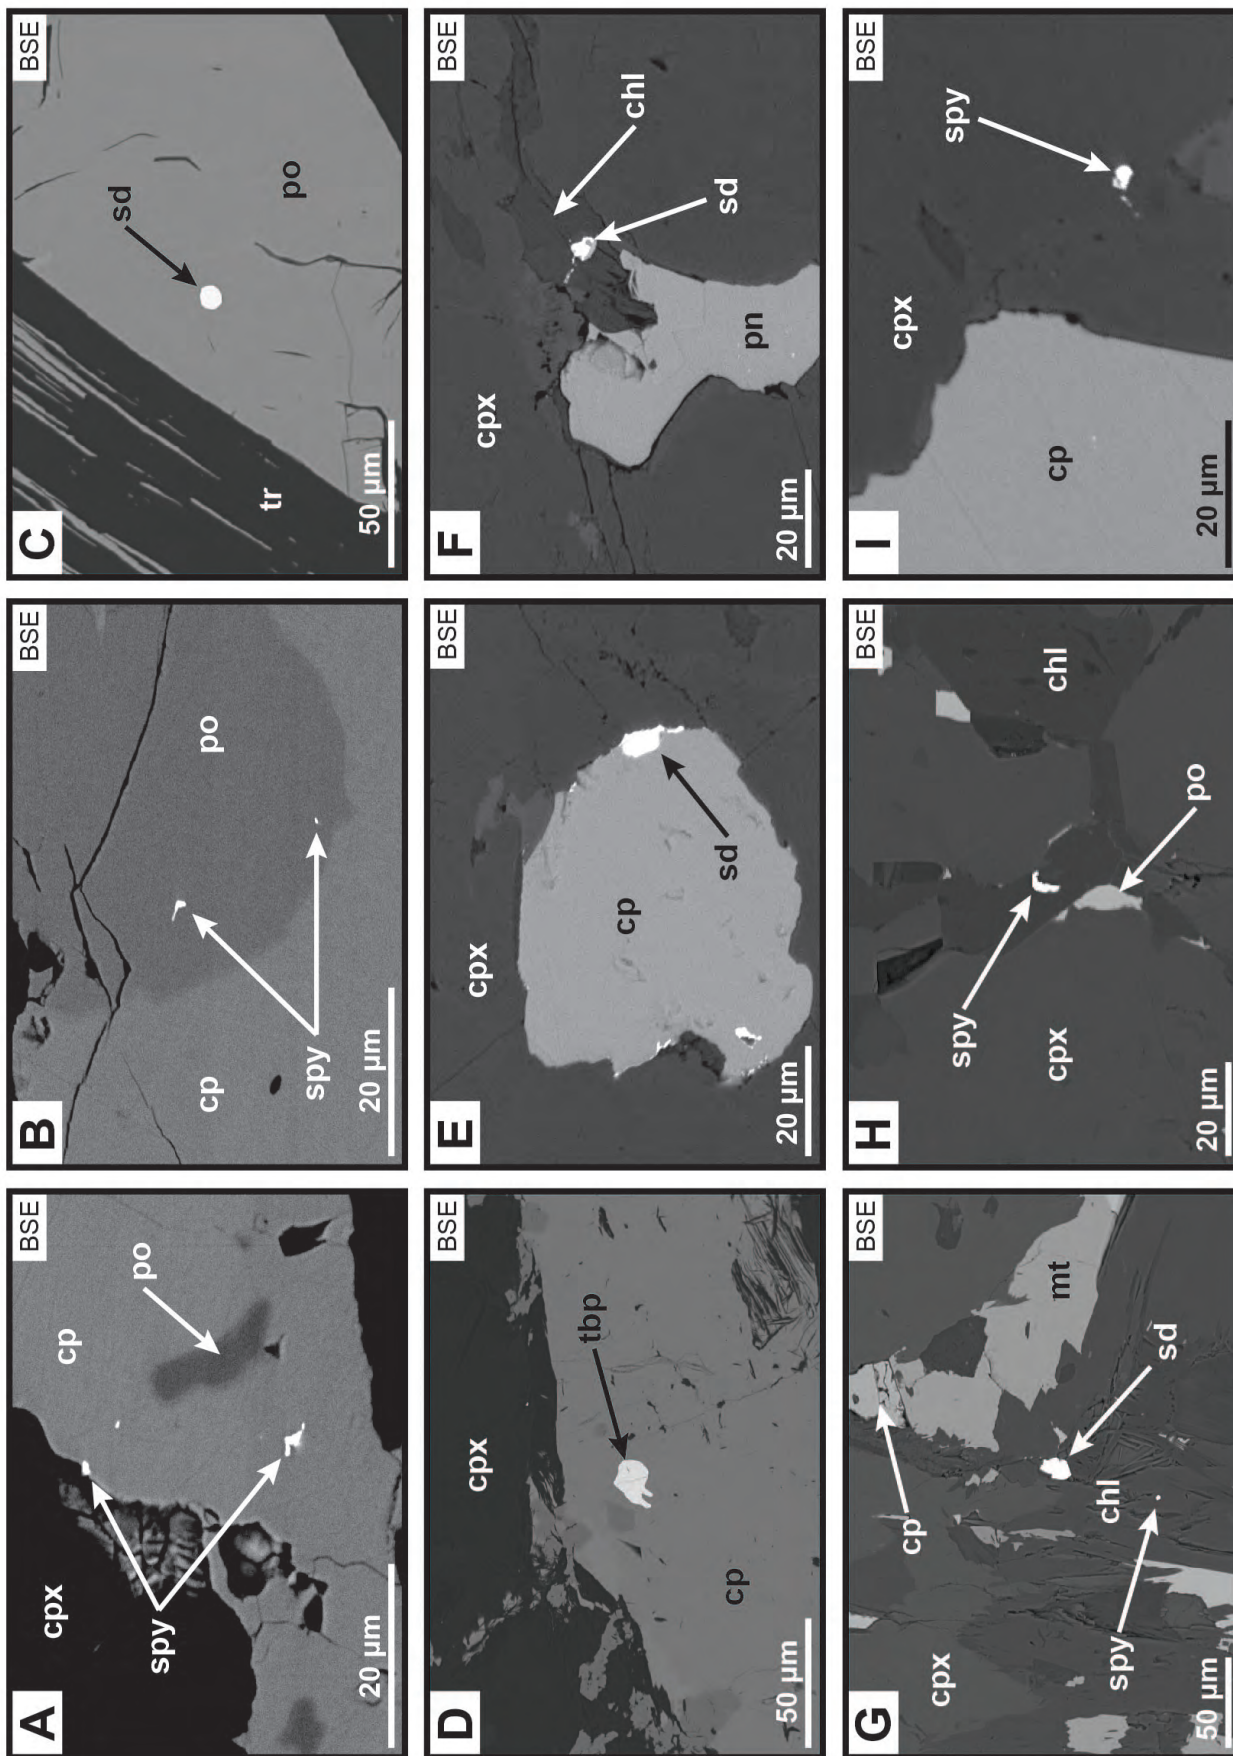 A
BSE
cpx
cp
po
spy
20 µm
B
BSE
po
cp
spy
20 µm
C
BSE
sd
po
tr
50 µm
D
BSE
cpx
tbp
cp
50 µm
E
BSE
cpx
cp
sd
20 µm
F
BSE
cpx
chl
sd
pn
20 µm
G
BSE
cpx
cp
mt
chl
sd
spy
50 µm
H
BSE
spy
cpx
chl
po
20 µm
I
BSE
cpx
spy
cp
20 µm